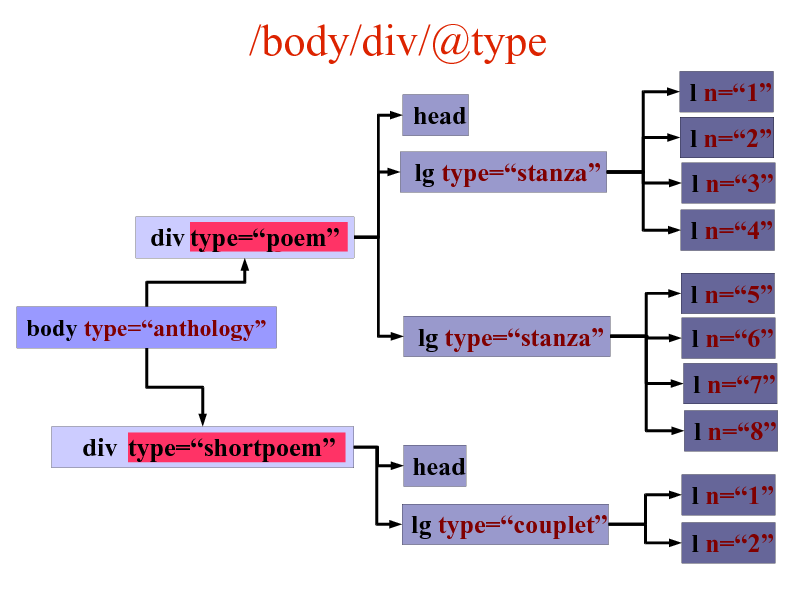 /body/div/@type
body type=“anthology”
div type=“poem”
head
lg type=“stanza”
l n=“1”
l n=“2”
l n=“3”
l n=“4”
lg type=“stanza”
l n=“5”
l n=“6”
l n=“7”
l n=“8”
div type=“shortpoem”
head
lg type=“couplet”
l n=“1”
l n=“2”